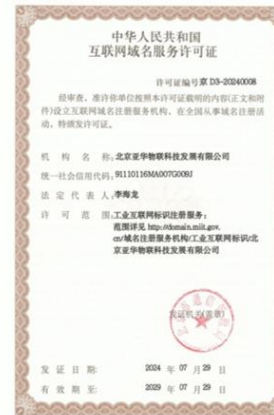 中华人民共和国
互联网域名服务许可证
许可证编号:京 D3-20240008
经审查，准许你单位按照本许可证载明的内容(正文和附
件)设立互联网域名注册服务机构，在全国从事域名注册活
动，特颁发许可证。
机构名称:北京亚华物联科技发展有限公司
统一社会信用代码:91110116MA007G009J
法定代表人:李海龙
许可范围:工业互联网标识注册服务；
范围详见 http://domain.miit.gov.
cn/域名注册服务机构/工业互联网标识/北
京亚华物联科技发展有限公司
发证机关(盖章)
发证日期: 2024 年 07 月 29 日
有效期至: 2029 年 07 月 29 日